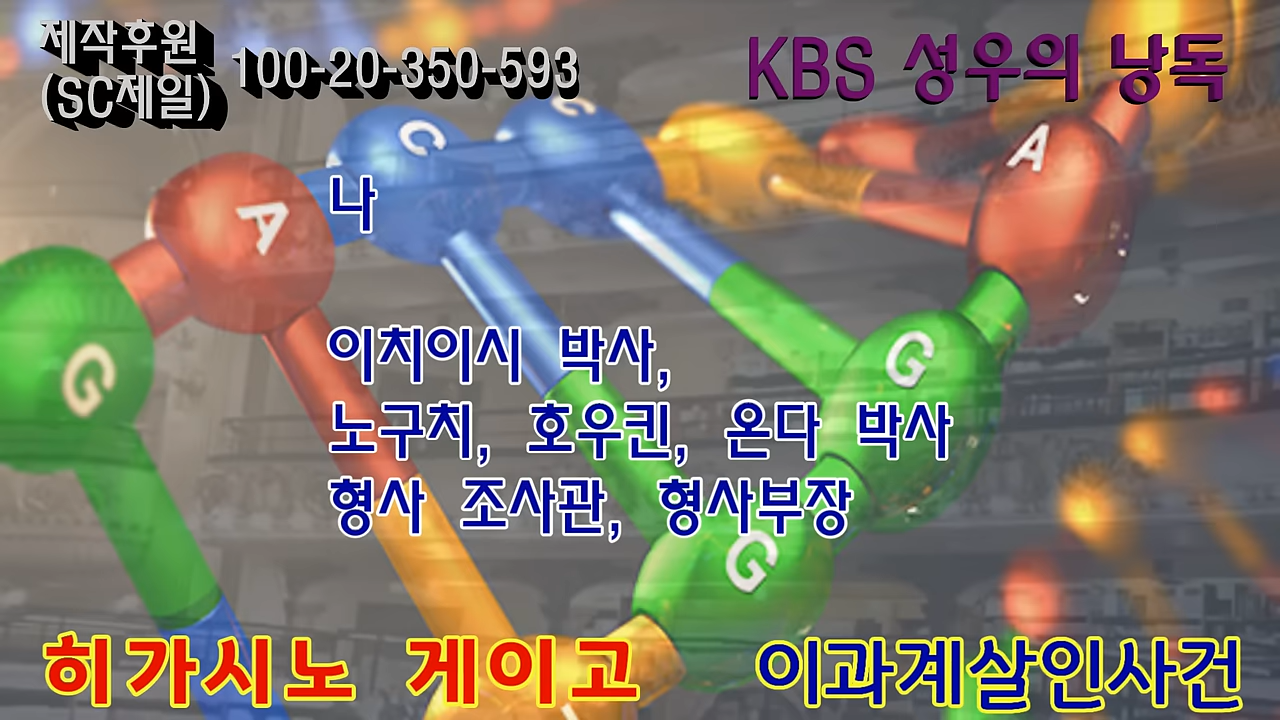 제작후원
(SC제일) 100-20-350-593
KBS 성우의 낭독
A
C
C
A
G
G
G
나
이치이시 박사,
노구치, 호우킨, 온다 박사
형사 조사관, 형사부장
히가시노 게이고
이과계살인사건